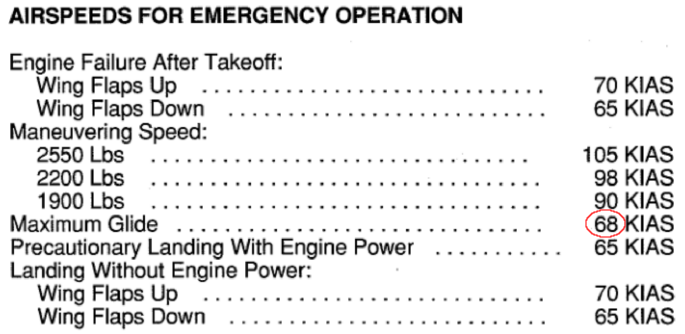 AIRSPEEDS FOR EMERGENCY OPERATION
Engine Failure After Takeoff:
Wing Flaps Up . . . . . . . . . . . . . . . . . . . . . . . . . . . . . 70 KIAS
Wing Flaps Down . . . . . . . . . . . . . . . . . . . . . . . . . . . 65 KIAS
Maneuvering Speed:
2550 Lbs . . . . . . . . . . . . . . . . . . . . . . . . . . . . . . . . 105 KIAS
2200 Lbs . . . . . . . . . . . . . . . . . . . . . . . . . . . . . . . . . 98 KIAS
1900 Lbs . . . . . . . . . . . . . . . . . . . . . . . . . . . . . . . . . 90 KIAS
Maximum Glide . . . . . . . . . . . . . . . . . . . . . . . . . . . . . . . 68 KIAS
Precautionary Landing With Engine Power . . . . . . . . . . . 65 KIAS
Landing Without Engine Power:
Wing Flaps Up . . . . . . . . . . . . . . . . . . . . . . . . . . . . . 70 KIAS
Wing Flaps Down . . . . . . . . . . . . . . . . . . . . . . . . . . . 65 KIAS